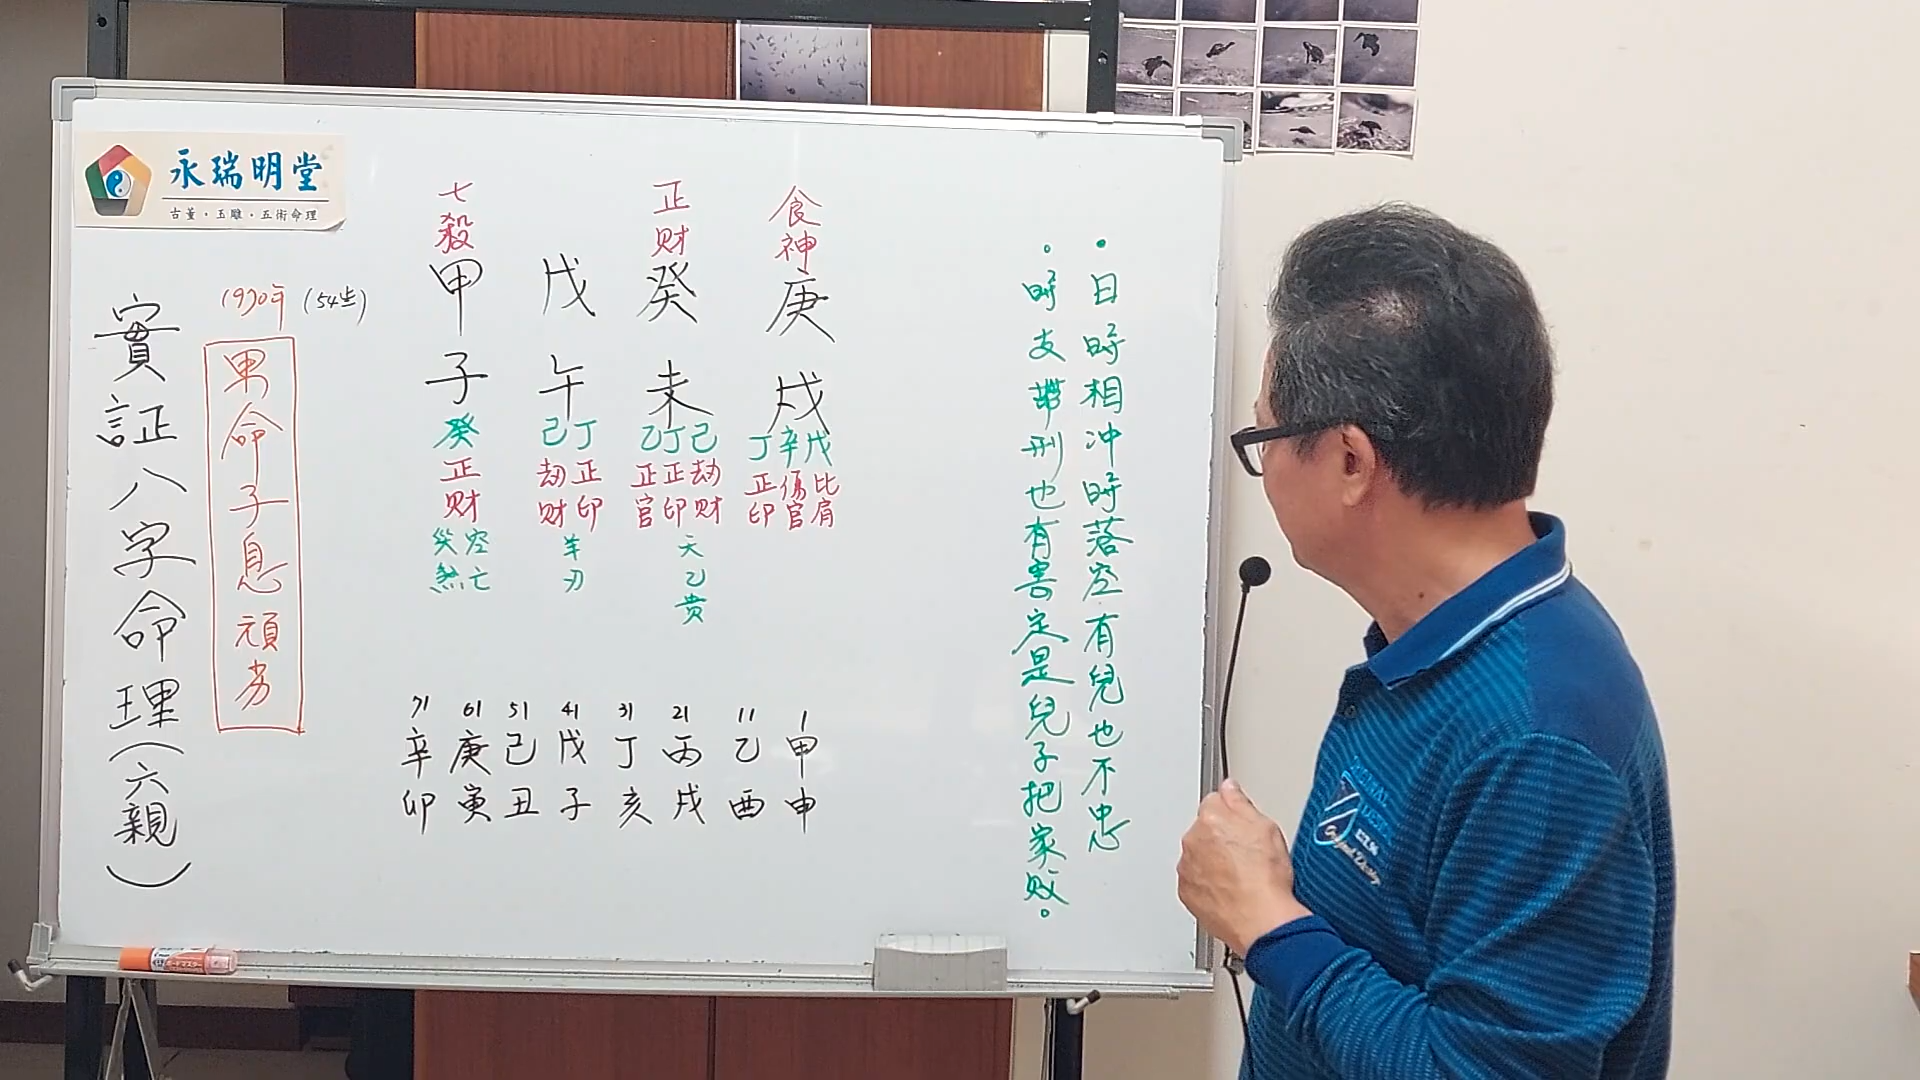 永瑞明堂
古董・玉雕・五術命理
實証八字命理(六親)
1970年(54生)
男命子息頑劣
七殺 正財 食神
甲 戊 癸 庚
子 午 未 戌
癸 己丁 乙丁己 丁辛戊
正財 劫財 正印 正官 正印 劫財 正印 傷官 比肩
災煞 空亡 羊刃 天乙贵
71 61 51 41 31 21 11 1
辛 庚 己 戊 丁 丙 乙 甲
卯 寅 丑 子 亥 戌 酉 申
・日時相冲時落空有兒也不忠
。時支帶刑也有害定是兒子把家败。